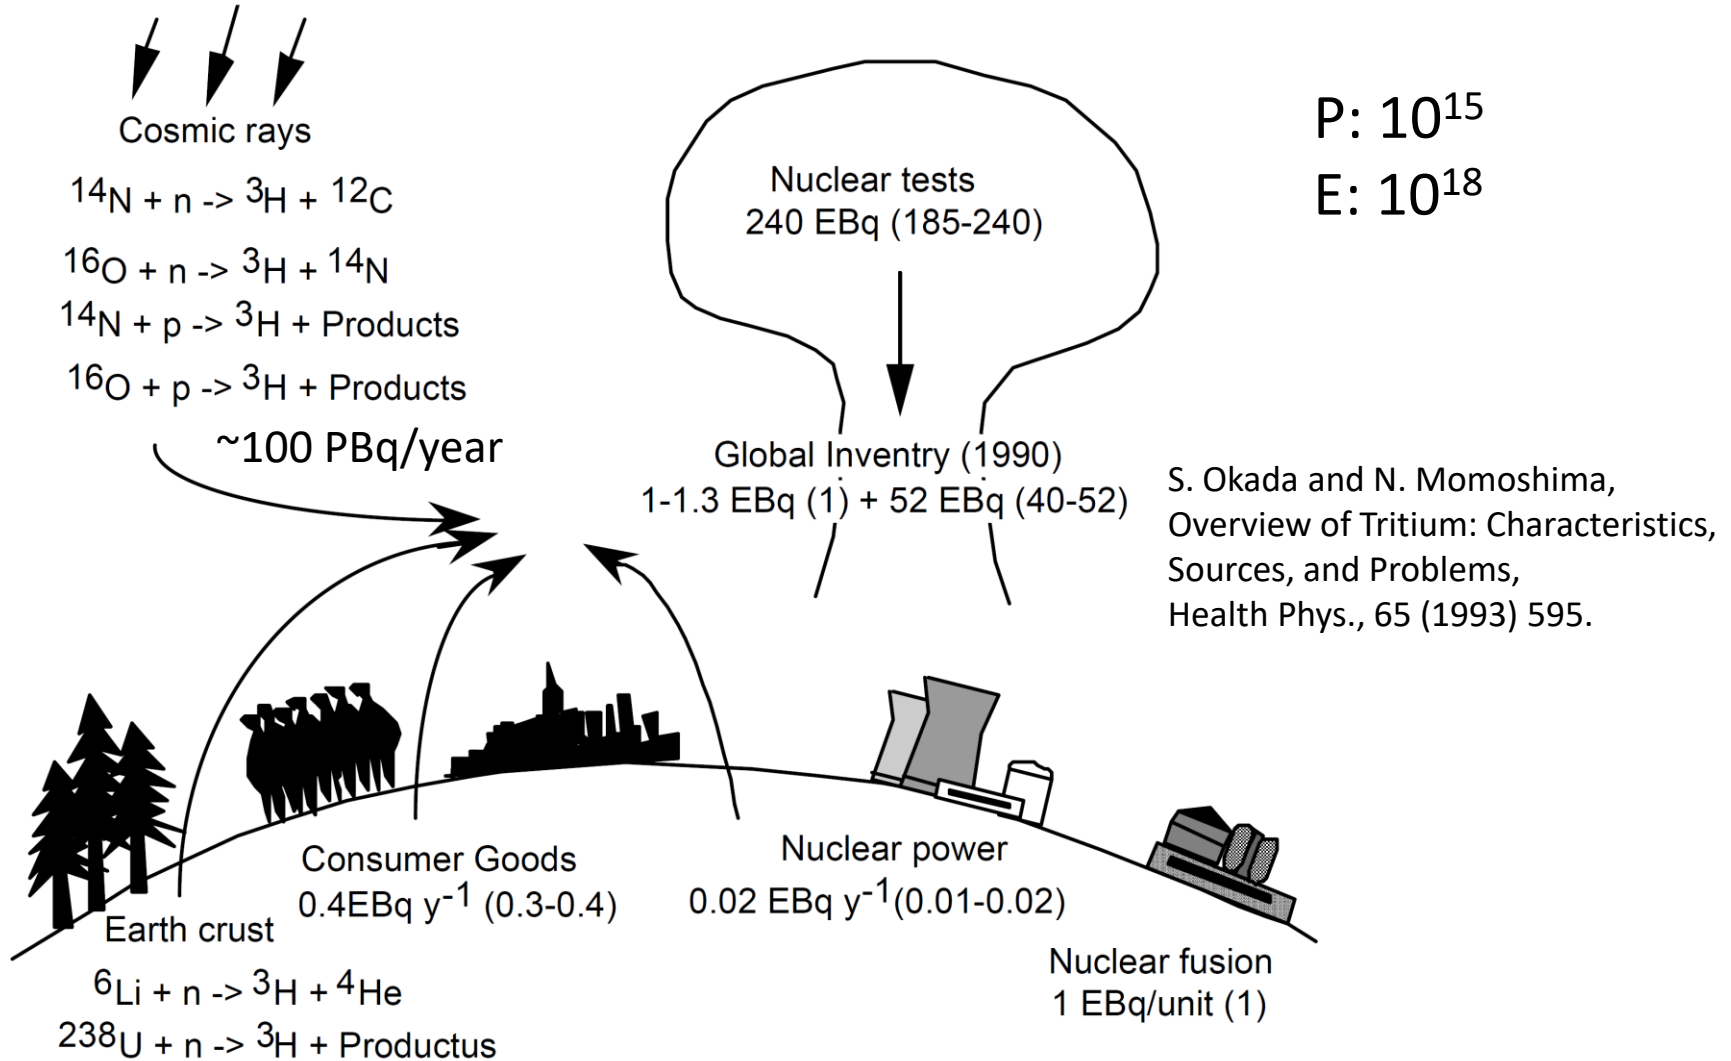 Cosmic rays
¹⁴N + n -> ³H + ¹²C
¹⁶O + n -> ³H + ¹⁴N
¹⁴N + p -> ³H + Products
¹⁶O + p -> ³H + Products
~100 PBq/year
Nuclear tests
240 EBq (185-240)
Global Inventry (1990)
1-1.3 EBq (1) + 52 EBq (40-52)
P: 10¹⁵
E: 10¹⁸
S. Okada and N. Momoshima,
Overview of Tritium: Characteristics,
Sources, and Problems,
Health Phys., 65 (1993) 595.
Consumer Goods
0.4EBq y⁻¹ (0.3-0.4)
Nuclear power
0.02 EBq y⁻¹(0.01-0.02)
Earth crust
⁶Li + n -> ³H + ⁴He
²³⁸U + n -> ³H + Productus
Nuclear fusion
1 EBq/unit (1)